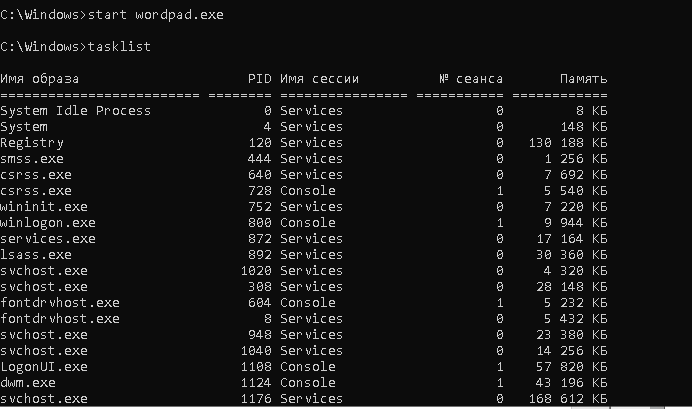 C:\Windows>start wordpad.exe
C:\Windows>tasklist
Имя образа                     PID Имя сессии          № сеанса       Память
========================= ======== ================ =========== ============
System Idle Process              0 Services                   0         8 КБ
System                           4 Services                   0       148 КБ
Registry                       120 Services                   0   130 188 КБ
smss.exe                       444 Services                   0     1 256 КБ
csrss.exe                      640 Services                   0     7 692 КБ
csrss.exe                      728 Console                    1     5 540 КБ
wininit.exe                    752 Services                   0     7 220 КБ
winlogon.exe                   800 Console                    1     9 944 КБ
services.exe                   872 Services                   0    17 164 КБ
lsass.exe                      892 Services                   0    30 360 КБ
svchost.exe                   1020 Services                   0     4 320 КБ
svchost.exe                    308 Services                   0    28 148 КБ
fontdrvhost.exe                604 Console                    1     5 232 КБ
fontdrvhost.exe                  8 Services                   0     5 432 КБ
svchost.exe                    948 Services                   0    23 380 КБ
svchost.exe                   1040 Services                   0    14 256 КБ
LogonUI.exe                   1108 Console                    1    57 820 КБ
dwm.exe                       1124 Console                    1    43 196 КБ
svchost.exe                   1176 Services                   0   168 612 КБ